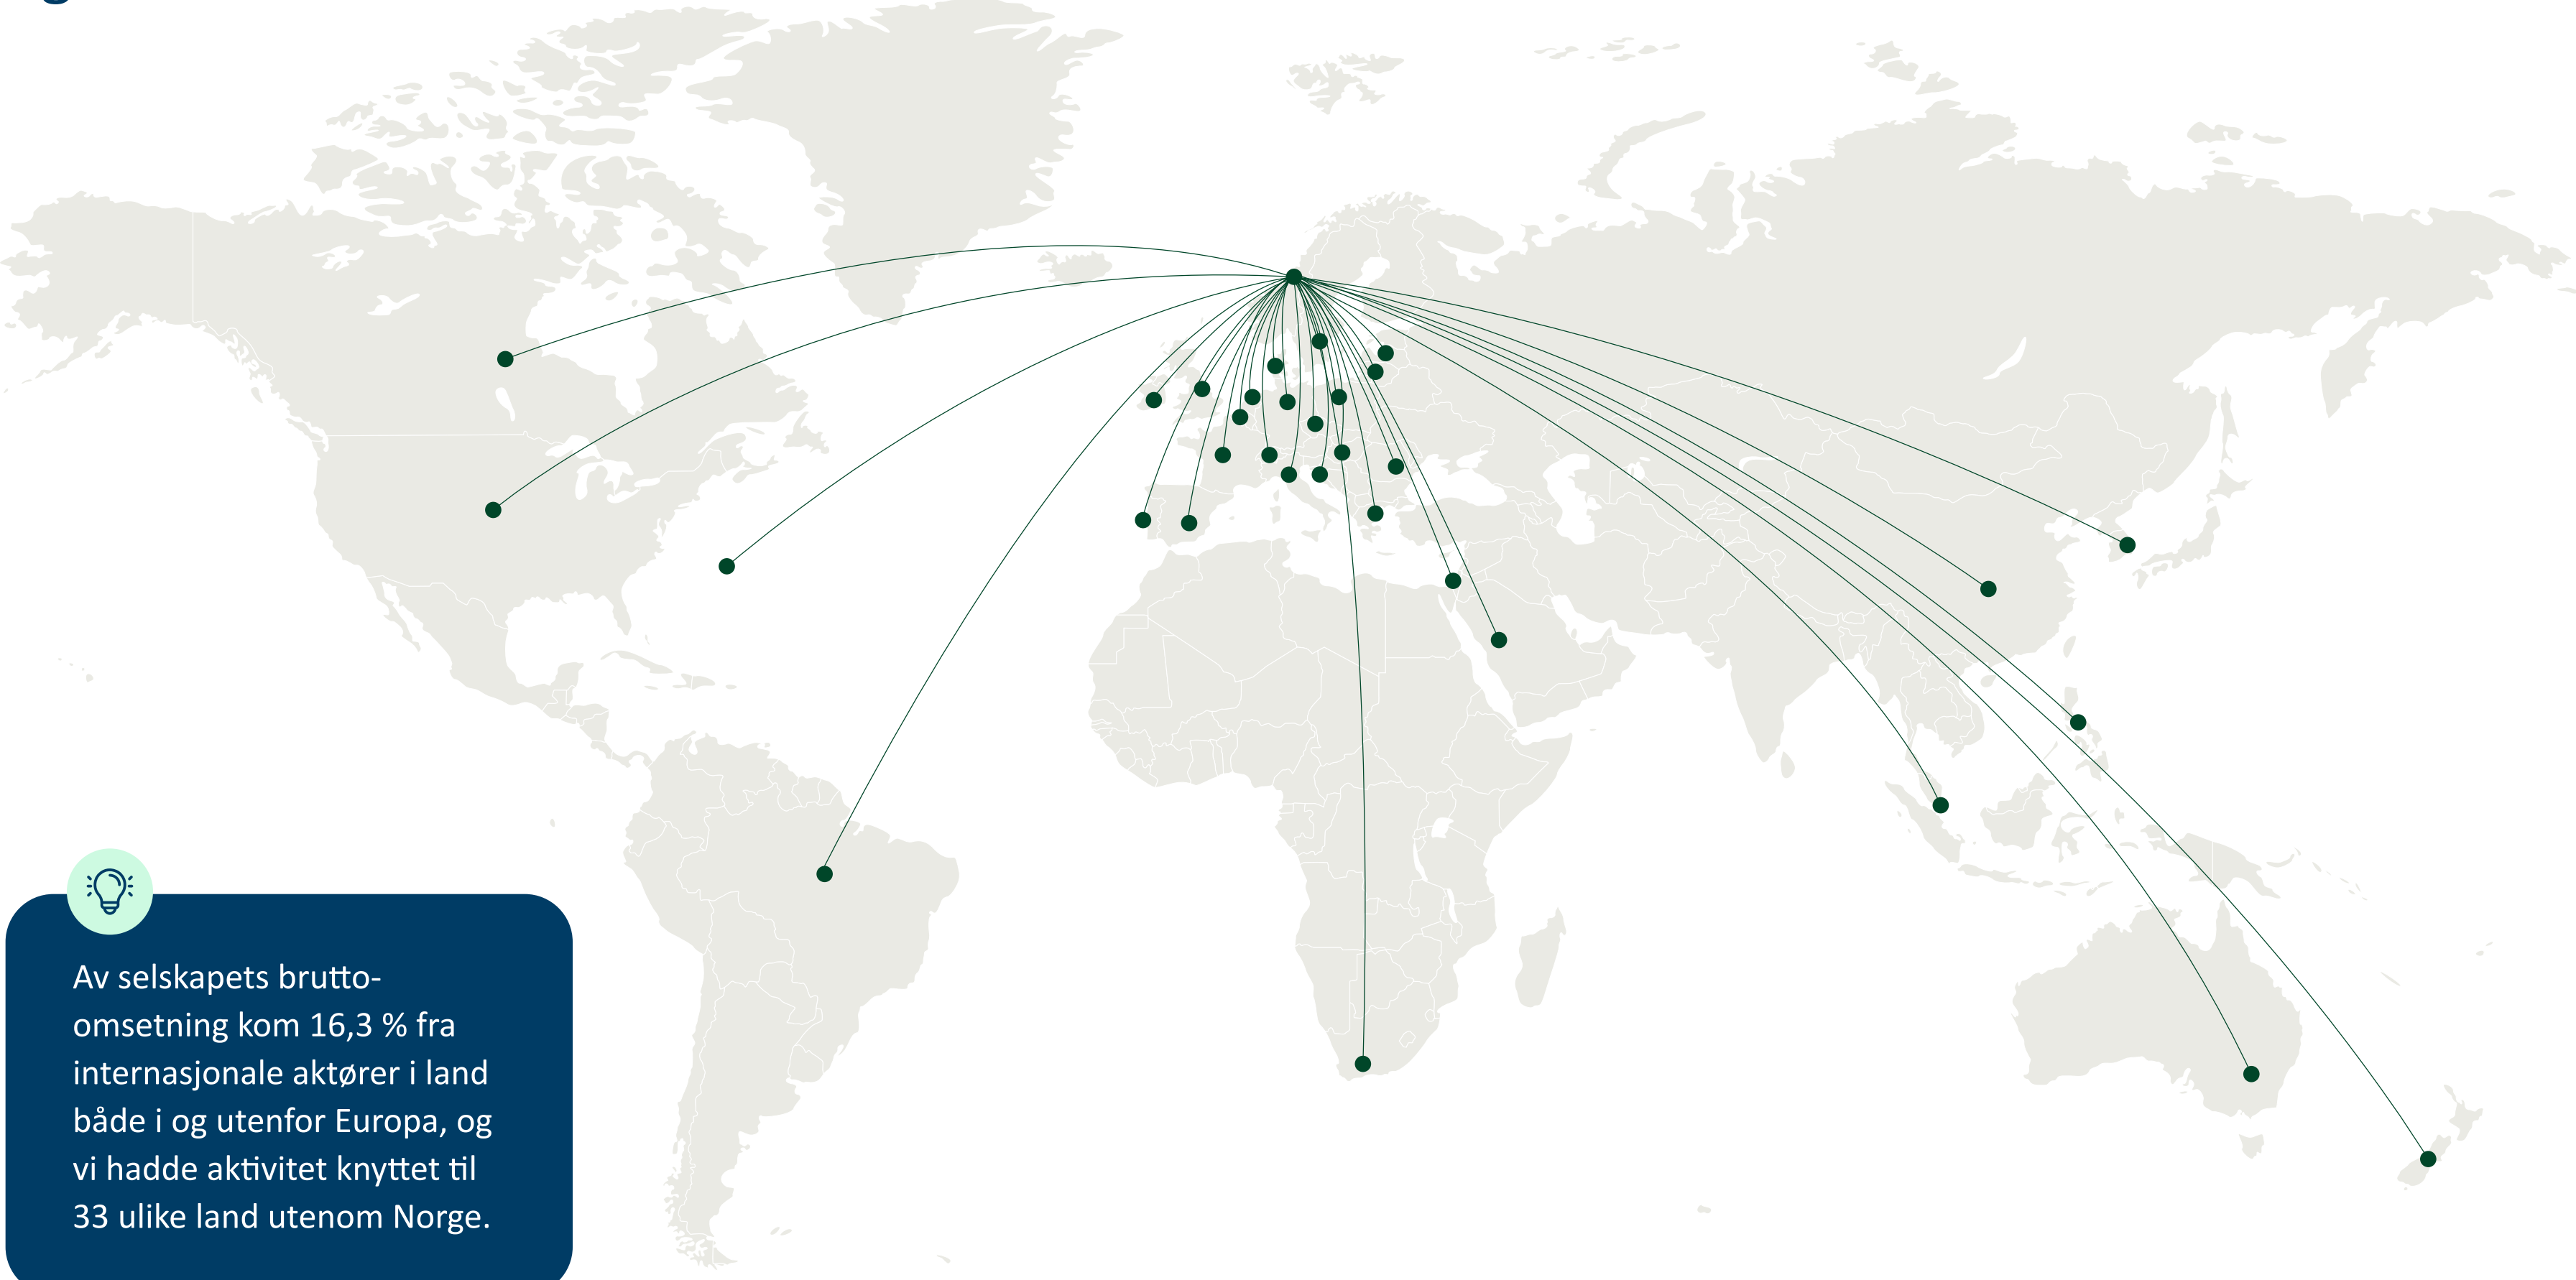 Av selskapets brutto-
omsetning kom 16,3 % fra
internasjonale aktører i land
både i og utenfor Europa, og
vi hadde aktivitet knyttet til
33 ulike land utenom Norge.